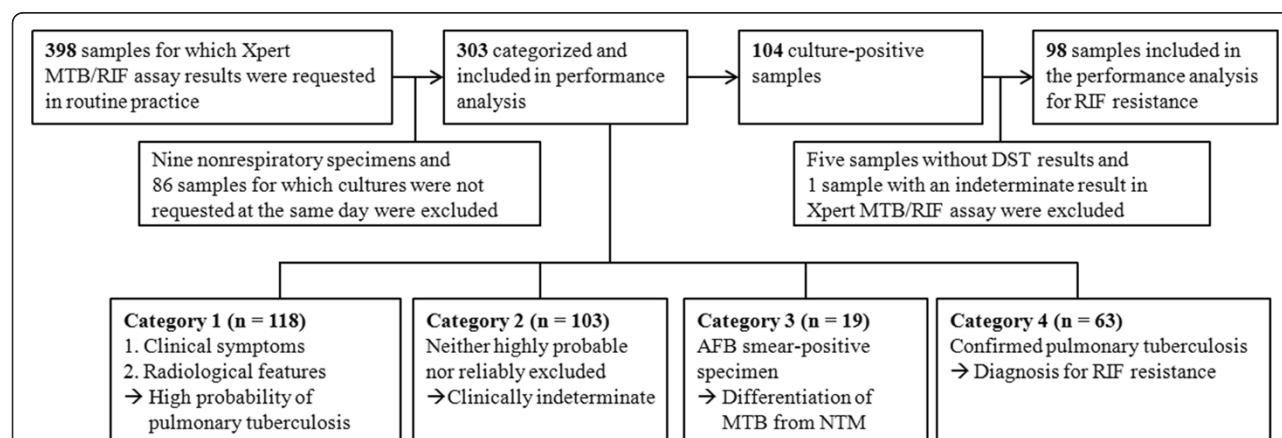 398 samples for which Xpert
MTB/RIF assay results were requested
in routine practice
303 categorized and
included in performance
analysis
104 culture-positive
samples
98 samples included in
the performance analysis
for RIF resistance
Nine nonrespiratory specimens and
86 samples for which cultures were not
requested at the same day were excluded
Five samples without DST results and
1 sample with an indeterminate result in
Xpert MTB/RIF assay were excluded
Category 1 (n = 118)
1. Clinical symptoms
2. Radiological features
→ High probability of
pulmonary tuberculosis
Category 2 (n = 103)
Neither highly probable
nor reliably excluded
→Clinically indeterminate
Category 3 (n = 19)
AFB smear-positive
specimen
→ Differentiation of
MTB from NTM
Category 4 (n = 63)
Confirmed pulmonary tuberculosis
→ Diagnosis for RIF resistance